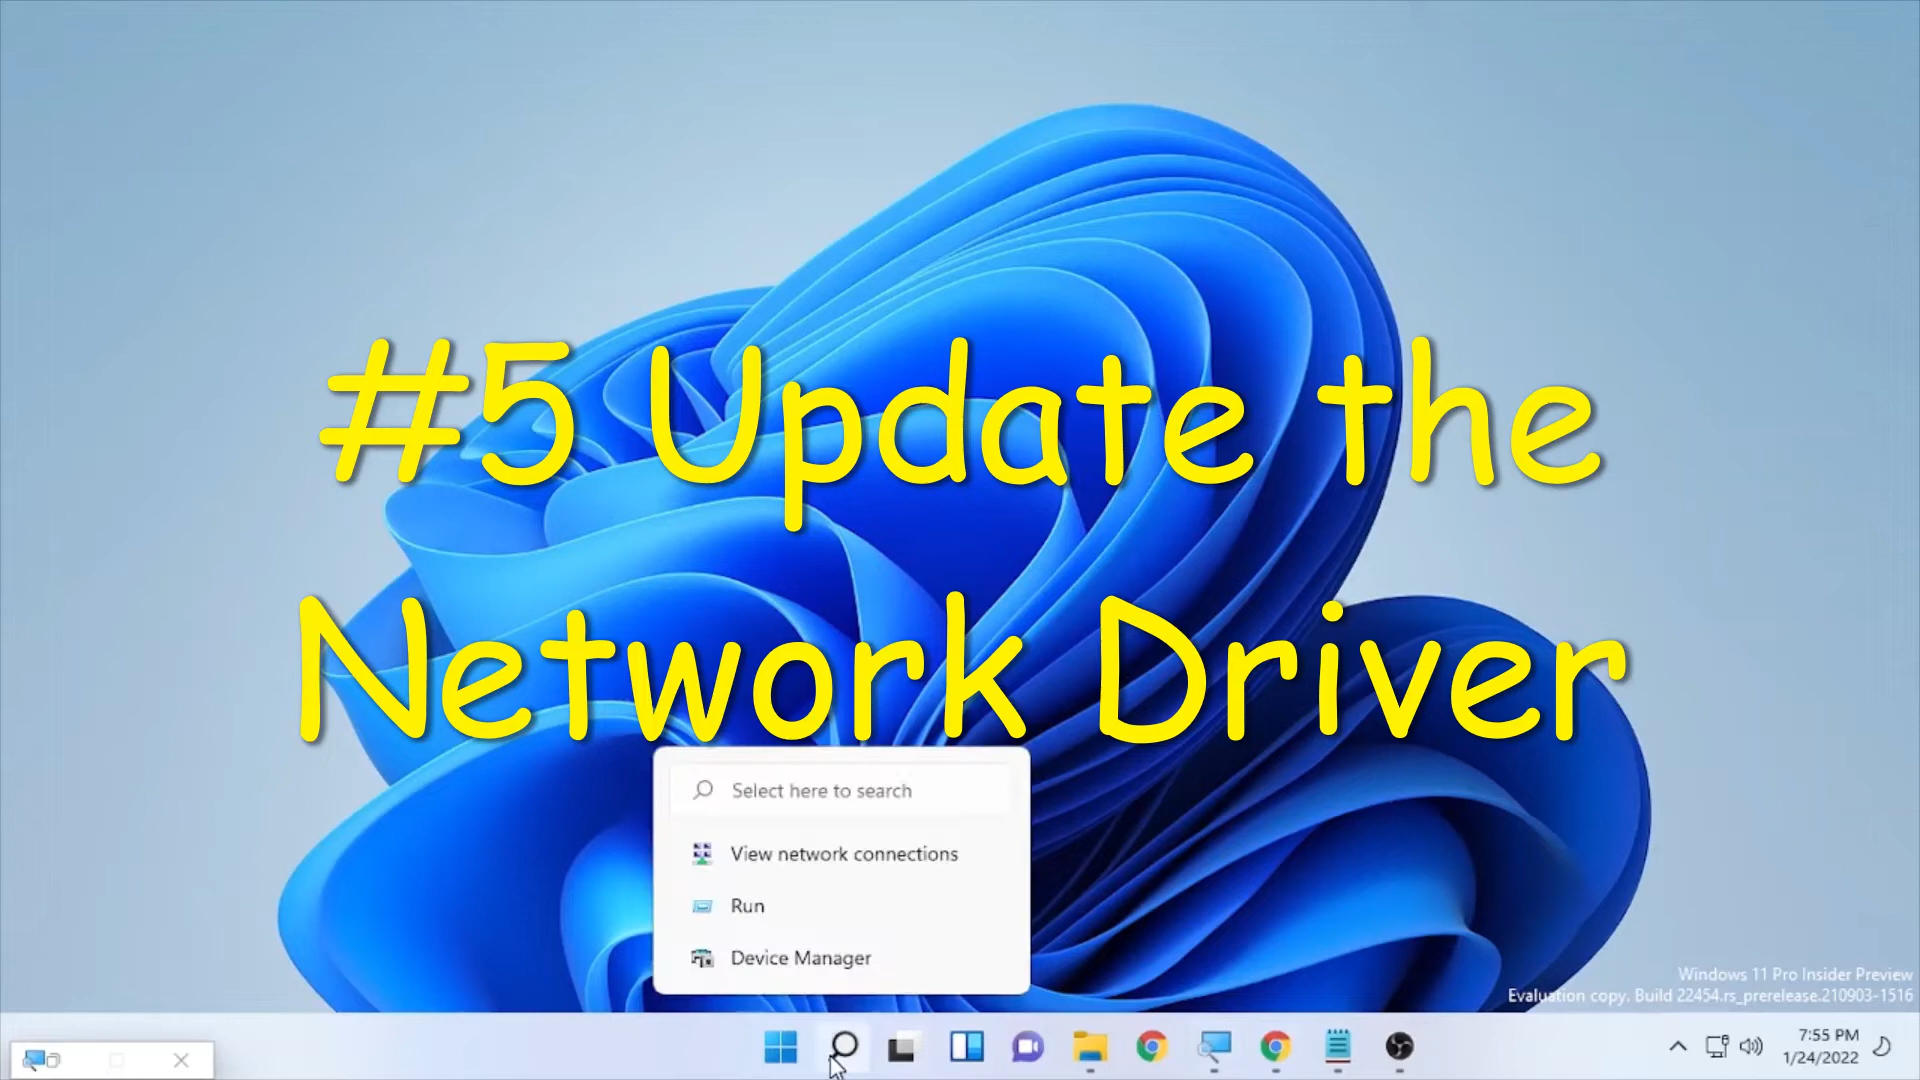 #5 Update the
Network Driver
Select here to search
View network connections
Run
Device Manager
Windows 11 Pro Insider Preview
Evaluation copy. Build 22454.rs_prerelease.210903-1516
7:55 PM
1/24/2022